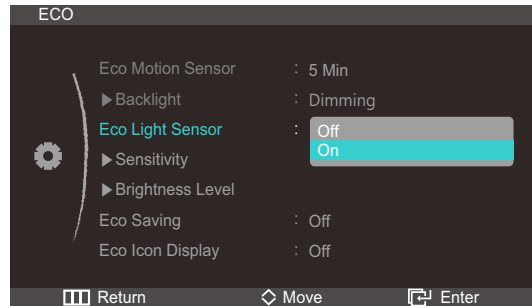 ECO
Eco Motion Sensor : 5 Min
▶Backlight : Dimming
Eco Light Sensor : Off
On
▶Sensitivity
▶Brightness Level
Eco Saving : Off
Eco Icon Display : Off
Return Move Enter